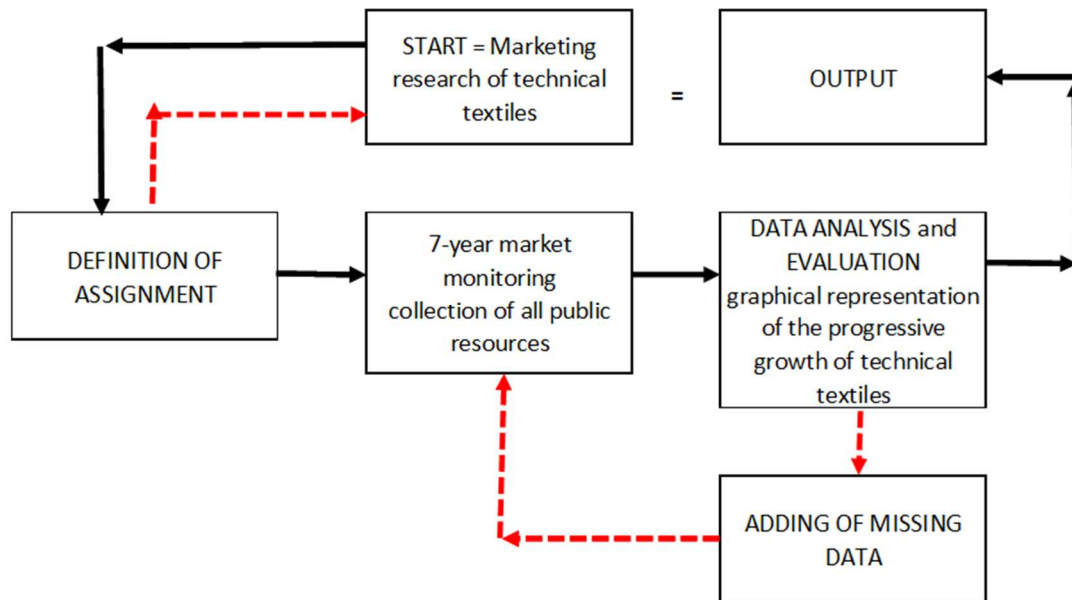 START = Marketing
research of technical
textiles
=
OUTPUT
DEFINITION OF
ASSIGNMENT
7-year market
monitoring
collection of all public
resources
DATA ANALYSIS and
EVALUATION
graphical representation
of the progressive
growth of technical
textiles
ADDING OF MISSING
DATA